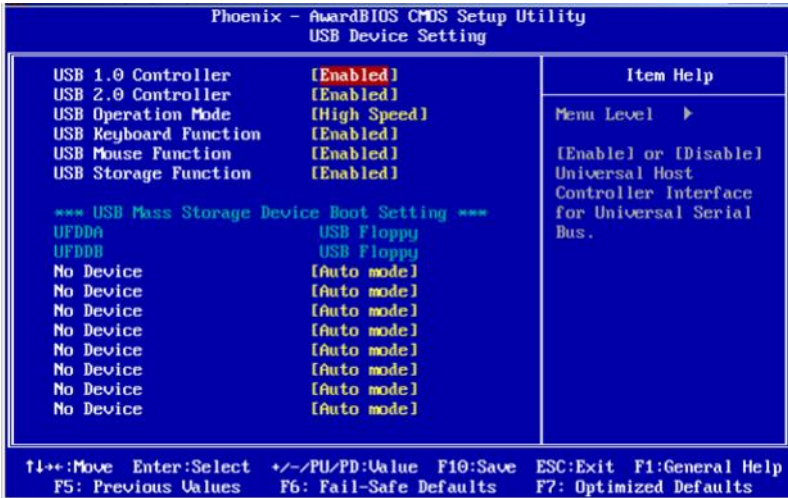 Phoenix - AwardBIOS CMOS Setup Utility
USB Device Setting
USB 1.0 Controller [Enabled]
USB 2.0 Controller [Enabled]
USB Operation Mode [High Speed]
USB Keyboard Function [Enabled]
USB Mouse Function [Enabled]
USB Storage Function [Enabled]
*** USB Mass Storage Device Boot Setting ***
UFDDA USB Floppy
UFDDB USB Floppy
No Device [Auto mode]
No Device [Auto mode]
No Device [Auto mode]
No Device [Auto mode]
No Device [Auto mode]
No Device [Auto mode]
No Device [Auto mode]
No Device [Auto mode]
Item Help
Menu Level ►
[Enable] or [Disable]
Universal Host
Controller Interface
for Universal Serial
Bus.
↑↓→←:Move Enter:Select +/-/PU/PD:Value F10:Save ESC:Exit F1:General Help
F5: Previous Values F6: Fail-Safe Defaults F7: Optimized Defaults